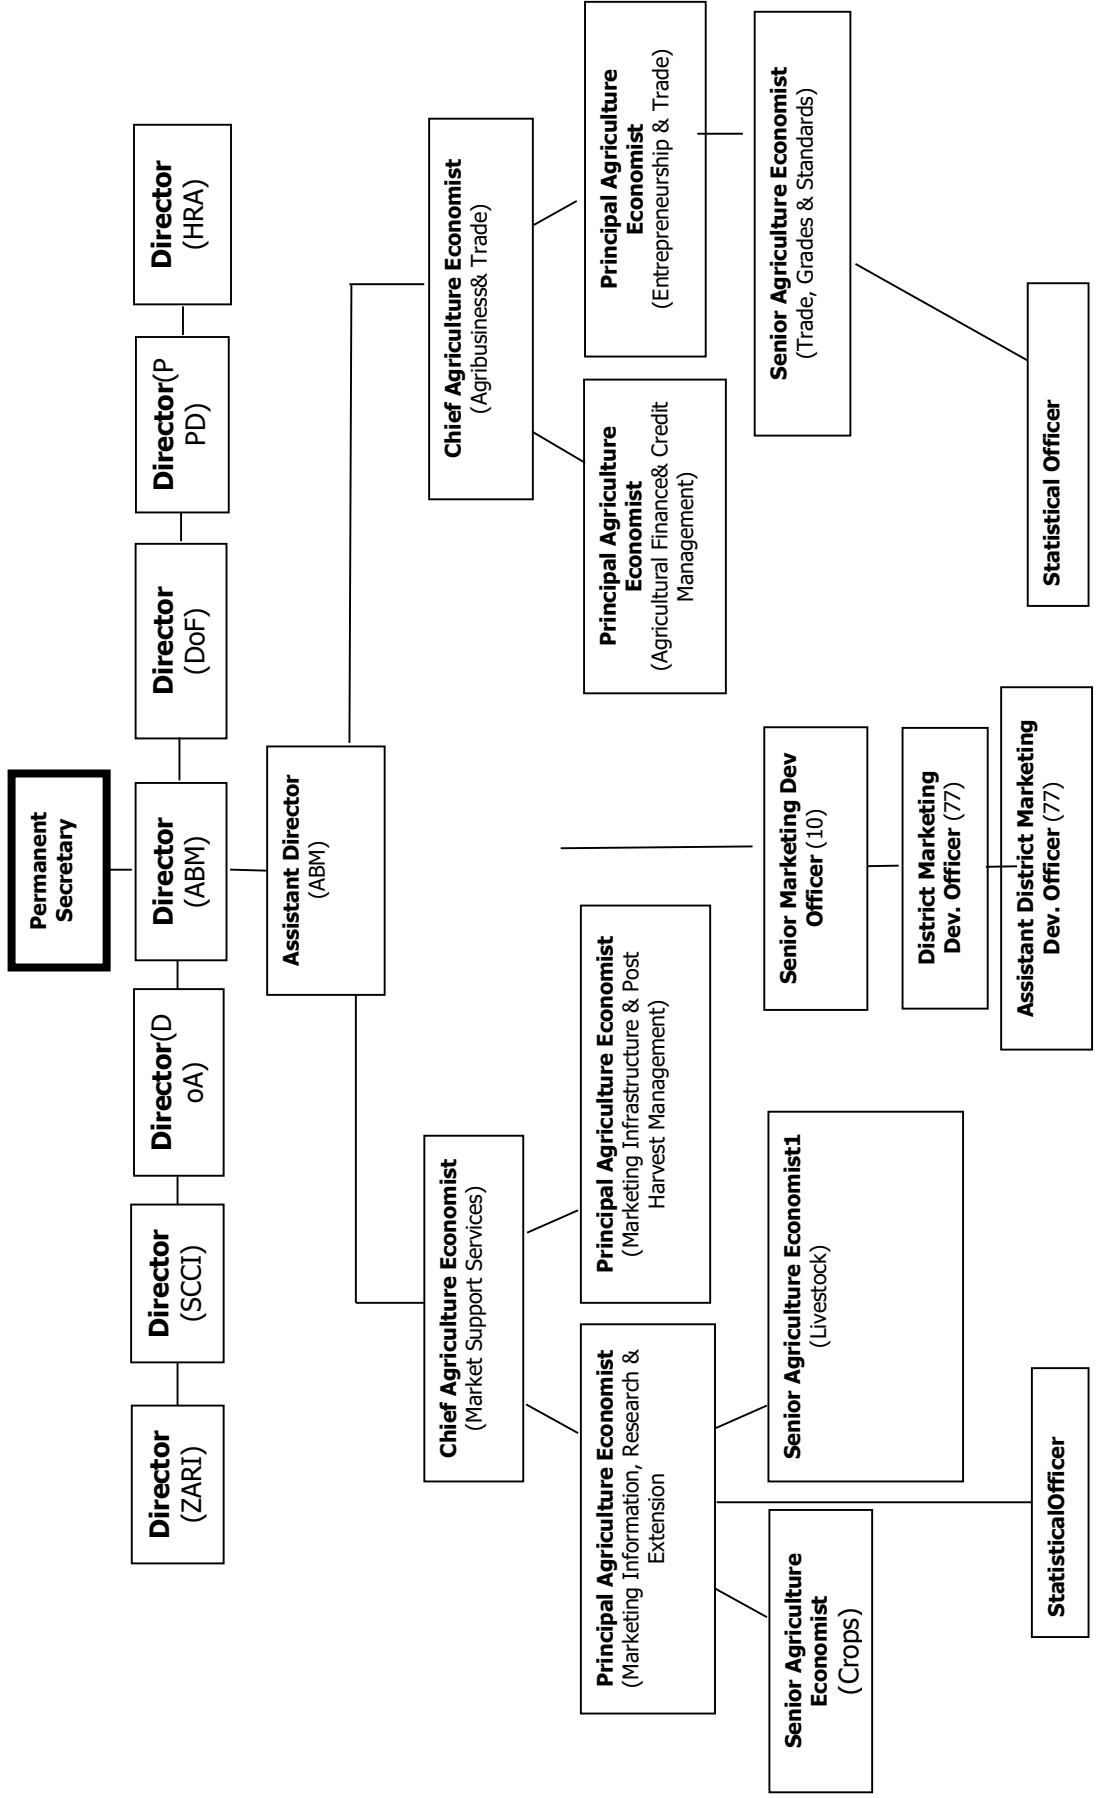 Permanent
Secretary
Director
(ZARI)
Director
(SCCI)
Director(D
oA)
Director
(ABM)
Director
(DoF)
Director(P
PD)
Director
(HRA)
Assistant Director
(ABM)
Chief Agriculture Economist
(Market Support Services)
Chief Agriculture Economist
(Agribusiness& Trade)
Principal Agriculture Economist
(Marketing Information, Research &
Extension
Principal Agriculture Economist
(Marketing Infrastructure & Post
Harvest Management)
Principal Agriculture
Economist
(Agricultural Finance& Credit
Management)
Principal Agriculture
Economist
(Entrepreneurship & Trade)
Senior Agriculture
Economist
(Crops)
Senior Agriculture Economist1
(Livestock)
Senior Marketing Dev
Officer (10)
Senior Agriculture Economist
(Trade, Grades & Standards)
District Marketing
Dev. Officer (77)
StatisticalOfficer
Assistant District Marketing
Dev. Officer (77)
Statistical Officer